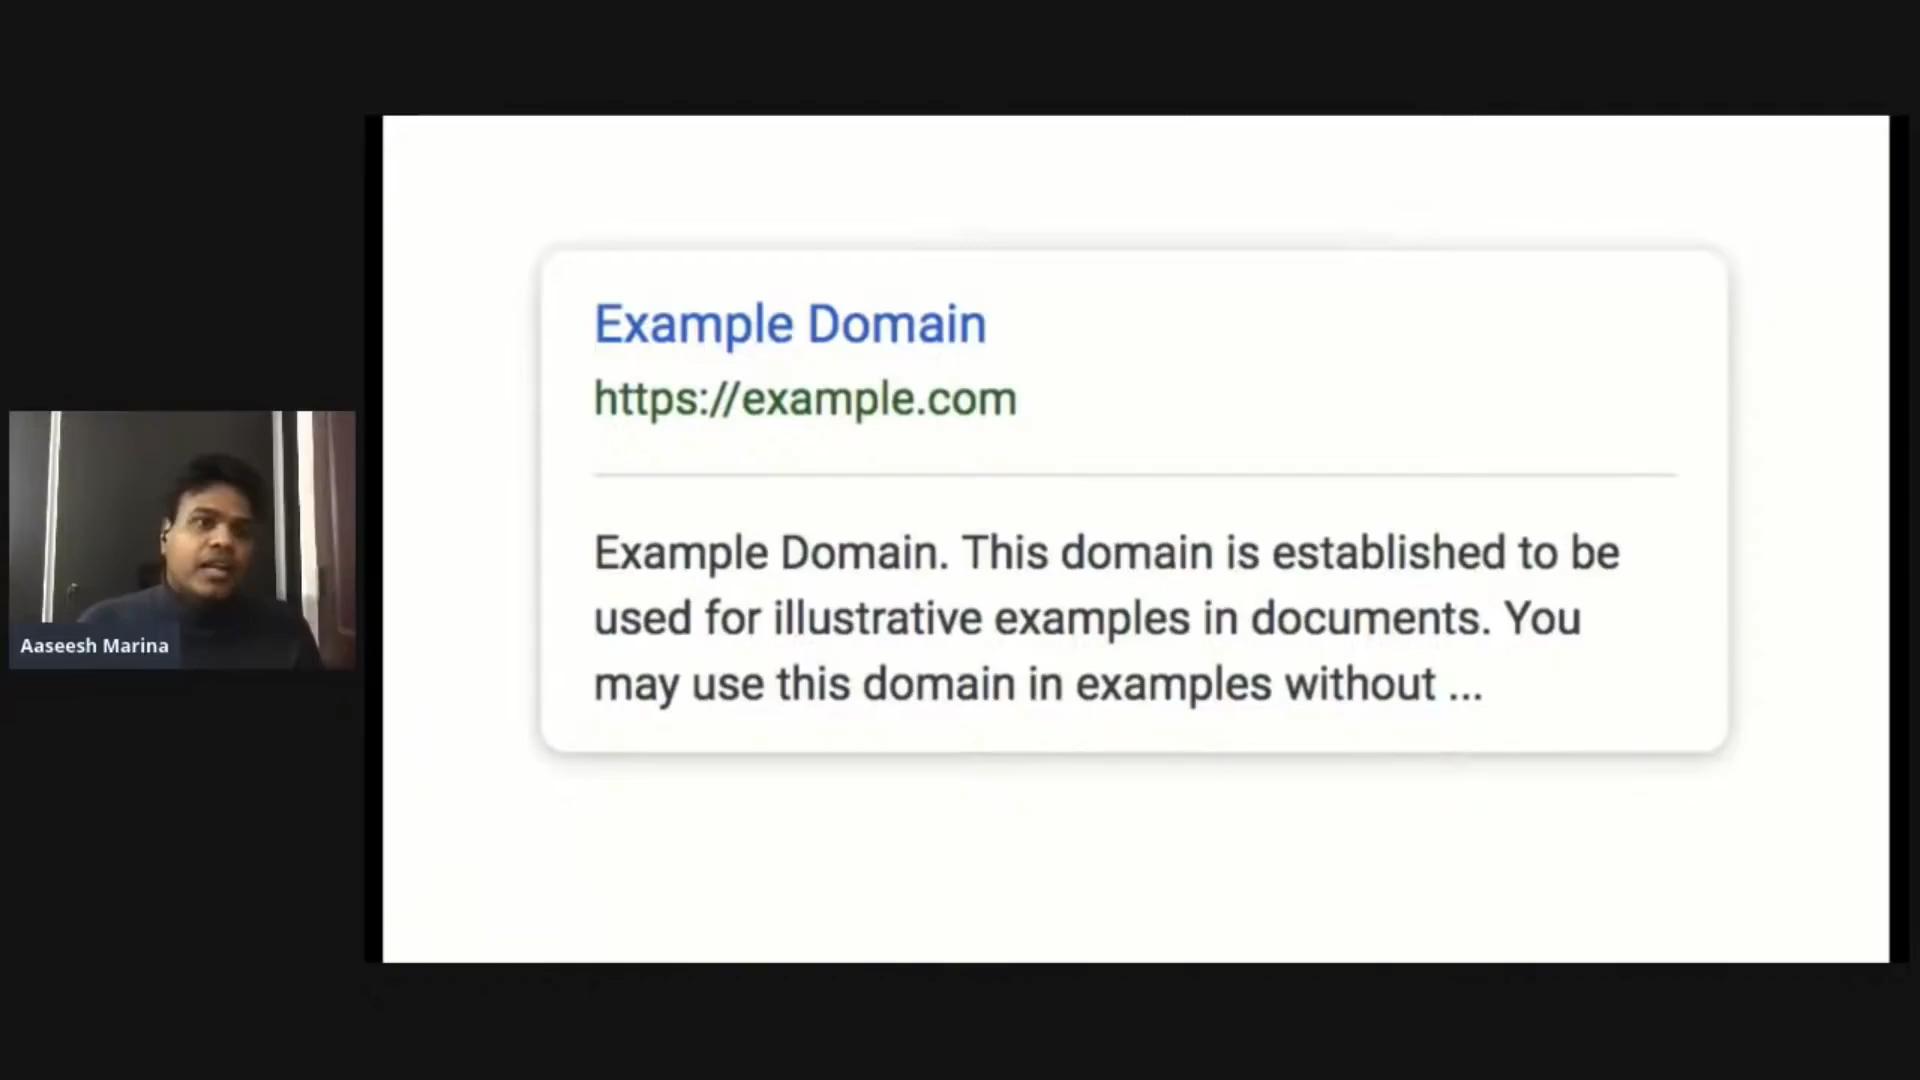 Example Domain
https://example.com
Example Domain. This domain is established to be
used for illustrative examples in documents. You
may use this domain in examples without ...
Aaseesh Marina